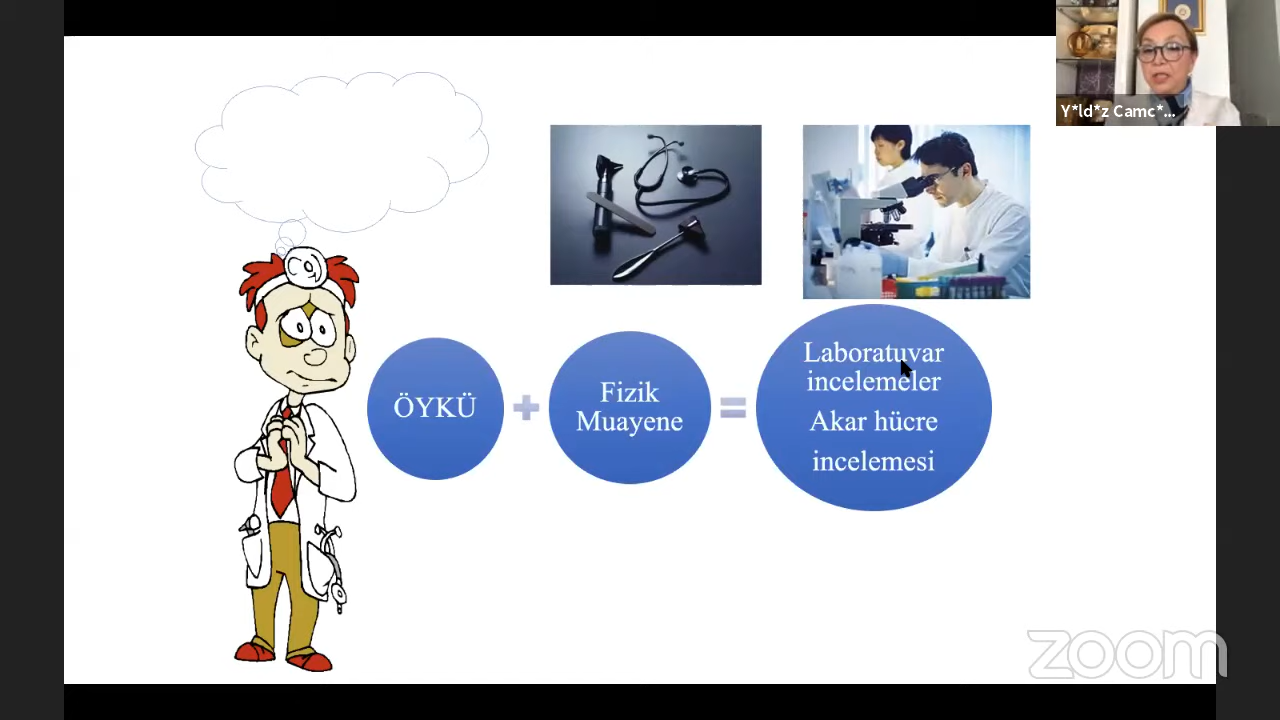 Y*ld*z Camc*...
ÖYKÜ
Fizik
Muayene
Laboratuvar
incelemeler
Akar hücre
incelemesi
zoom